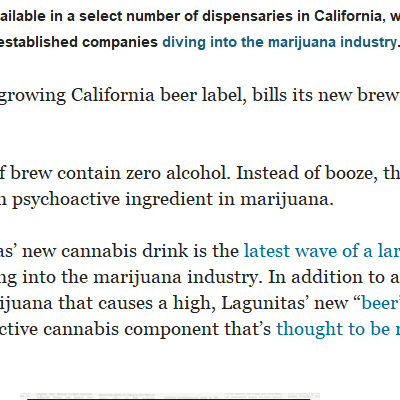 ailable in a select number of dispensaries in California, w
established companies diving into the marijuana industry.
growing California beer label, bills its new brew
f brew contain zero alcohol. Instead of booze, th
n psychoactive ingredient in marijuana.
as' new cannabis drink is the latest wave of a lar
ng into the marijuana industry. In addition to a
ijuana that causes a high, Lagunitas' new “beer”
ctive cannabis component that's thought to be